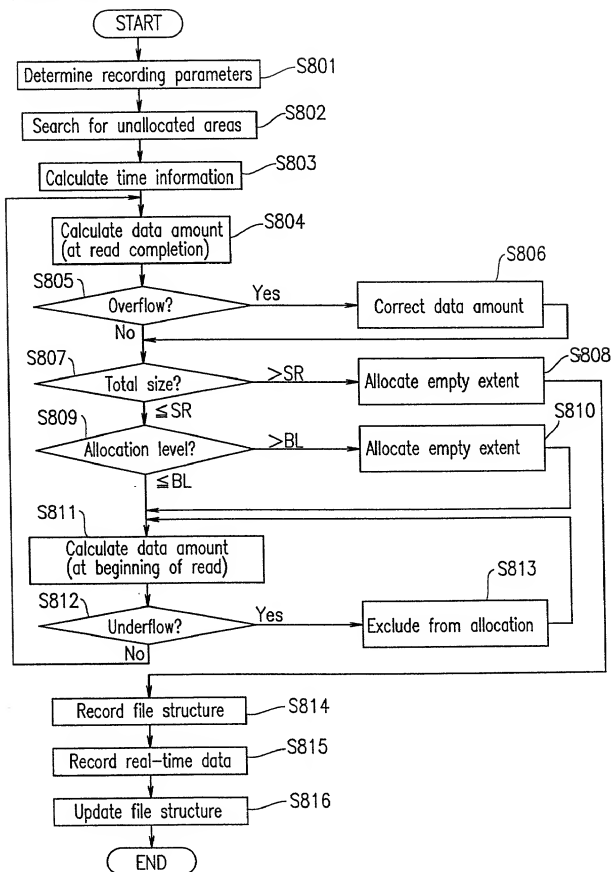 START
Determine recording parameters
S801
Search for unallocated areas
S802
Calculate time information
S803
Calculate data amount
(at read completion)
S804
S805
Overflow?
Yes
No
S806
Correct data amount
S807
Total size?
>SR
≦SR
S808
Allocate empty extent
S809
Allocation level?
>BL
≦BL
S810
Allocate empty extent
S811
Calculate data amount
(at beginning of read)
S812
Underflow?
Yes
No
S813
Exclude from allocation
Record file structure
S814
Record real-time data
S815
Update file structure
S816
END